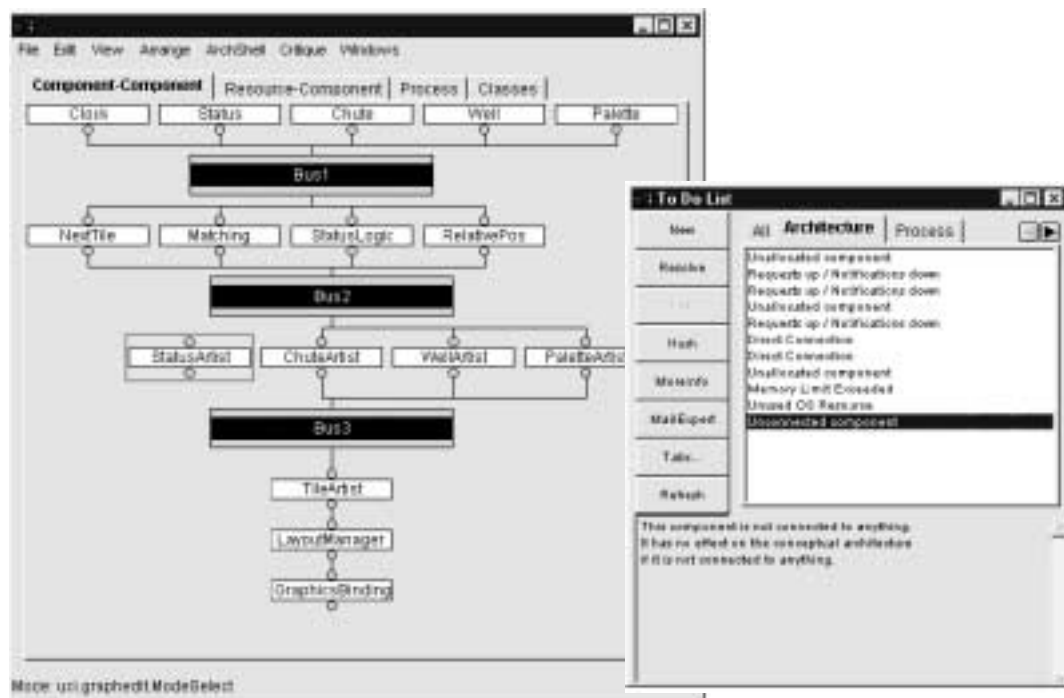 File Edit View Arrange ArchShell Critique Windows
Component-Component Resource-Component Process Classes
Clock Status Chute Well Palette
Bus1
NextTile Matching StatusLogic RelativePos
Bus2
StatusArtist ChuteArtist WellArtist PaletteArtist
Bus3
TileArtist
LayoutManager
GraphicsBinding
Mode: uci.graphedit.ModeSelect
To Do List
All Architecture Process
New
Resolve
Hush
MoreInfo
MailExpert
Refresh
Unallocated component
Requests up / Notifications down
Requests up / Notifications down
Unallocated component
Requests up / Notifications down
Direct Connection
Direct Connection
Unallocated component
Memory Limit Exceeded
Unused OS Resource
Unconnected component
This component is not connected to anything.
It has no effect on the conceptual architecture
if it is not connected to anything.